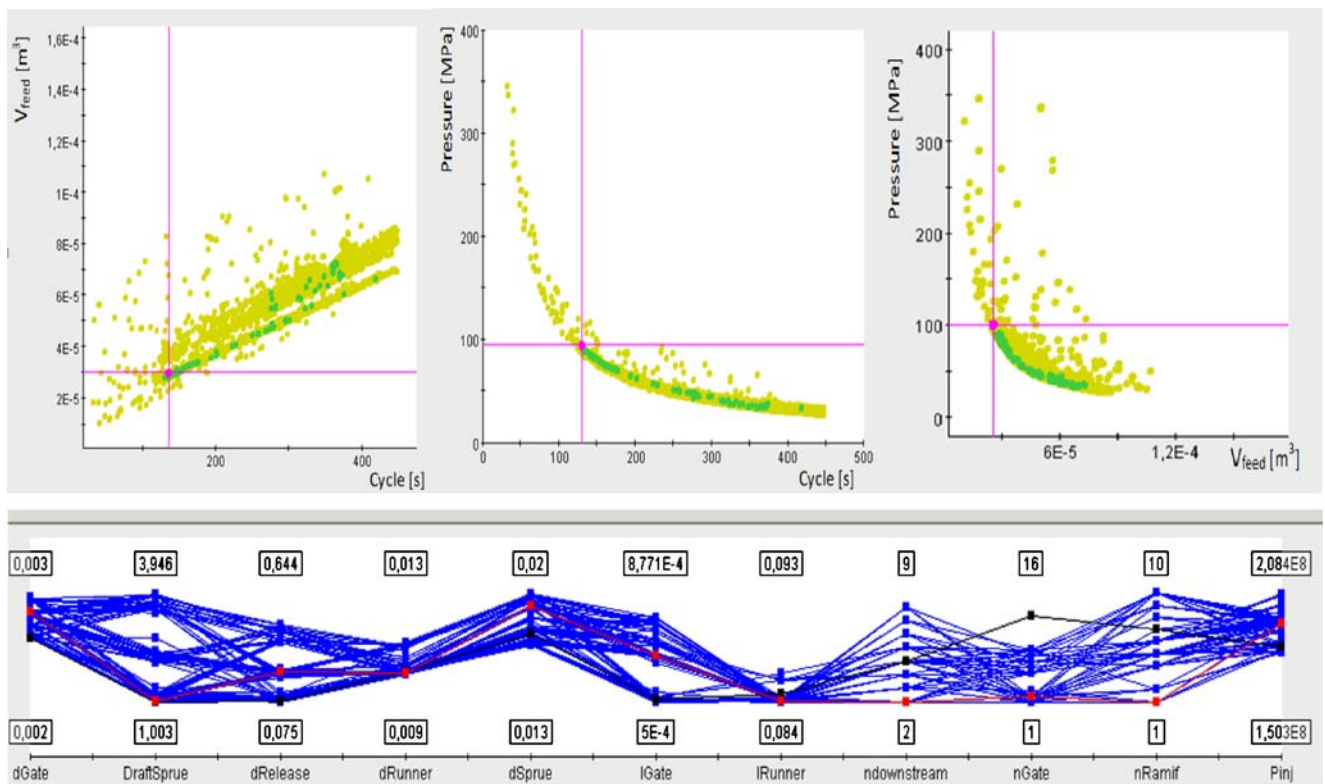 V_feed [m³]
1,6E-4
1,4E-4
1,2E-4
1E-4
8E-5
6E-5
4E-5
2E-5
200
400
Cycle [s]
Pressure [MPa]
400
300
200
100
0
0
100
200
300
400
500
Cycle [s]
Pressure [MPa]
400
300
200
100
0
6E-5
1,2E-4
V_feed [m³]
0,003 3,946 0,644 0,013 0,02 8,771E-4 0,093 9 16 10 2,084E8
0,002 1,003 0,075 0,009 0,013 5E-4 0,084 2 1 1 1,503E8
dGate DraftSprue dRelease dRunner dSprue lGate lRunner ndownstream nGate nRamif Pinj